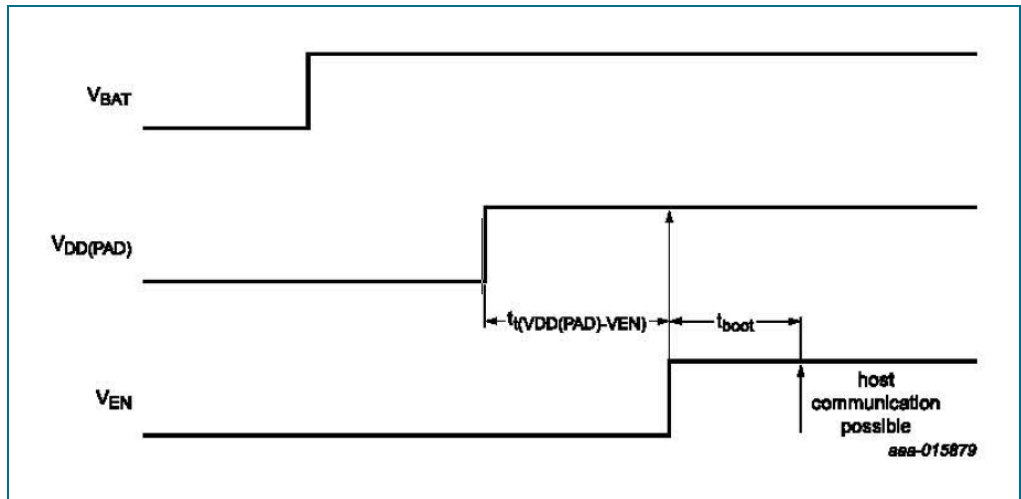 VBAT
VDD(PAD)
tt(VDD(PAD)-VEN)
tboot
VEN
host
communication
possible
aaa-015879